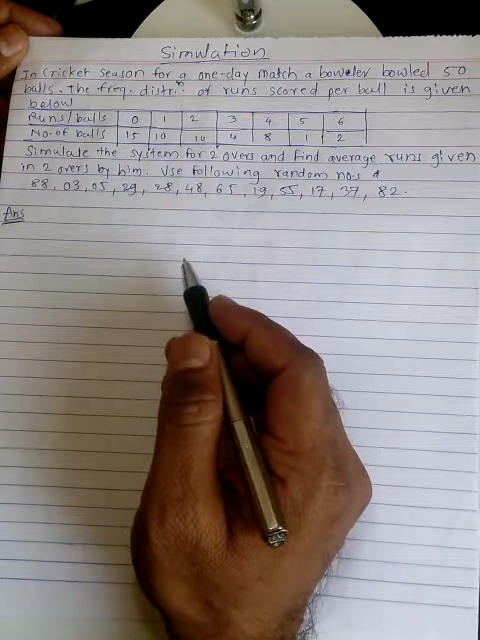 Simulation
In Cricket season for a one-day match a bowler bowled 50
balls. The freq. distriⁿ of runs scored per ball is given
below
Runs/balls 0 1 2 3 4 5 6
No. of balls 15 10 10 4 8 1 2
Simulate the system for 2 overs and find average runs given
in 2 overs by him. Use following random nos
88, 03, 05, 29, 28, 48, 65, 19, 55, 17, 37, 82.
Ans